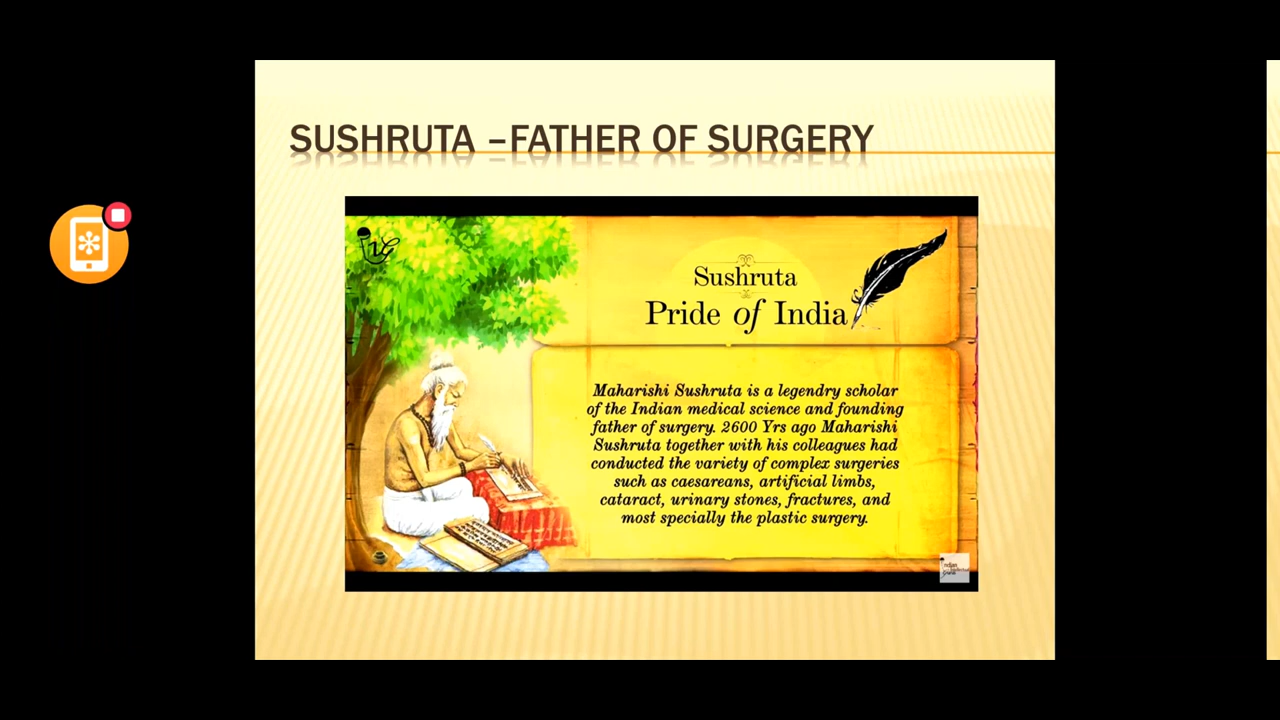 SUSHRUTA –FATHER OF SURGERY
Sushruta
Pride of India
Maharishi Sushruta is a legendry scholar
of the Indian medical science and founding
father of surgery. 2600 Yrs ago Maharishi
Sushruta together with his colleagues had
conducted the variety of complex surgeries
such as caesareans, artificial limbs,
cataract, urinary stones, fractures, and
most specially the plastic surgery.